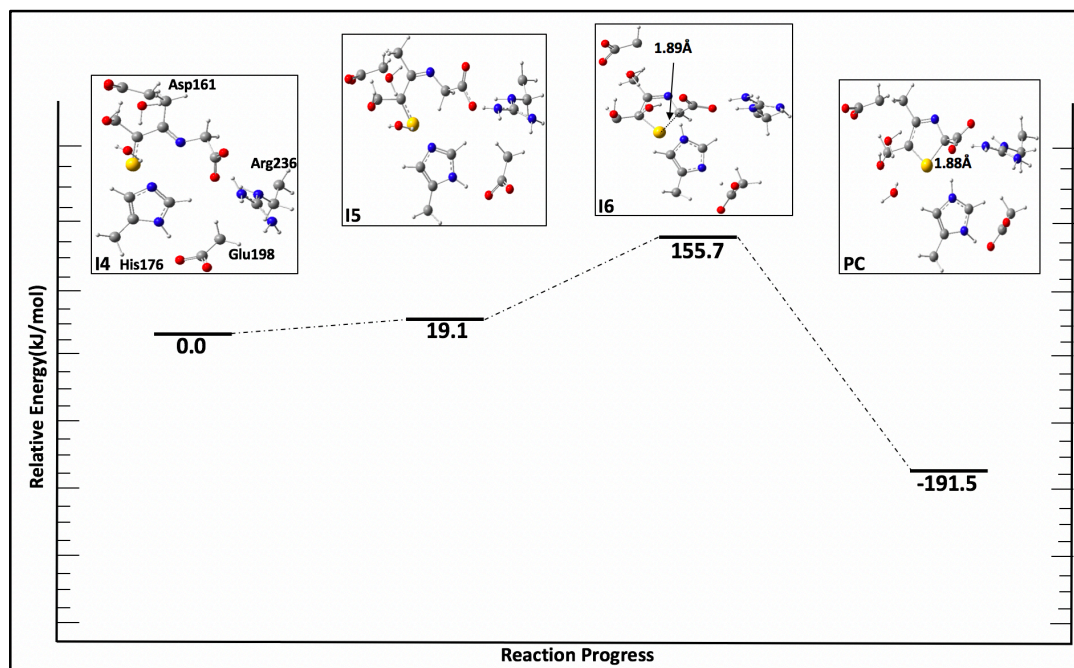 1.89Å
Asp161
Arg236
I5
I6
1.88Å
I4
His176
Glu198
PC
155.7
19.1
0.0
-191.5
Relative Energy(kJ/mol)
Reaction Progress